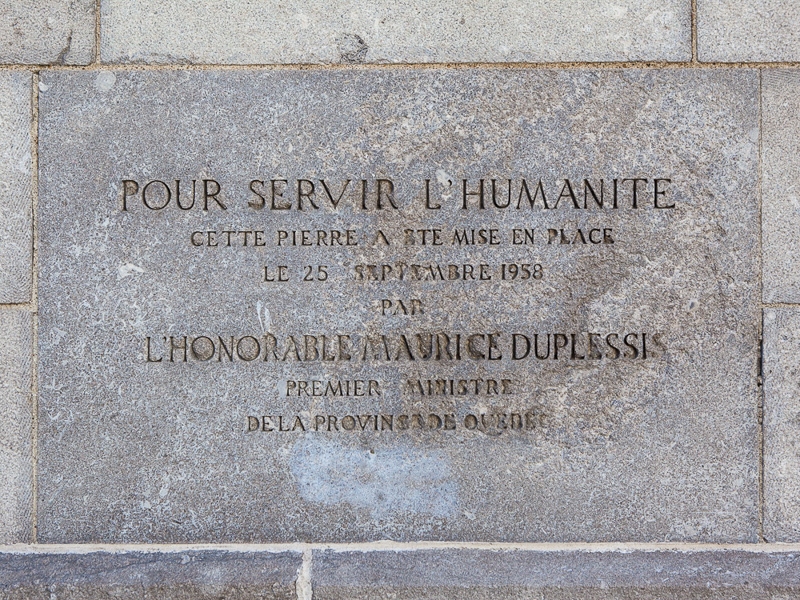 POUR SERVIR L'HUMANITE
CETTE PIERRE A ETE MISE EN PLACE
LE 25 SEPTEMBRE 1958
PAR
L'HONORABLE MAURICE DUPLESSIS
PREMIER MINISTRE
DE LA PROVINCE DE QUEBEC